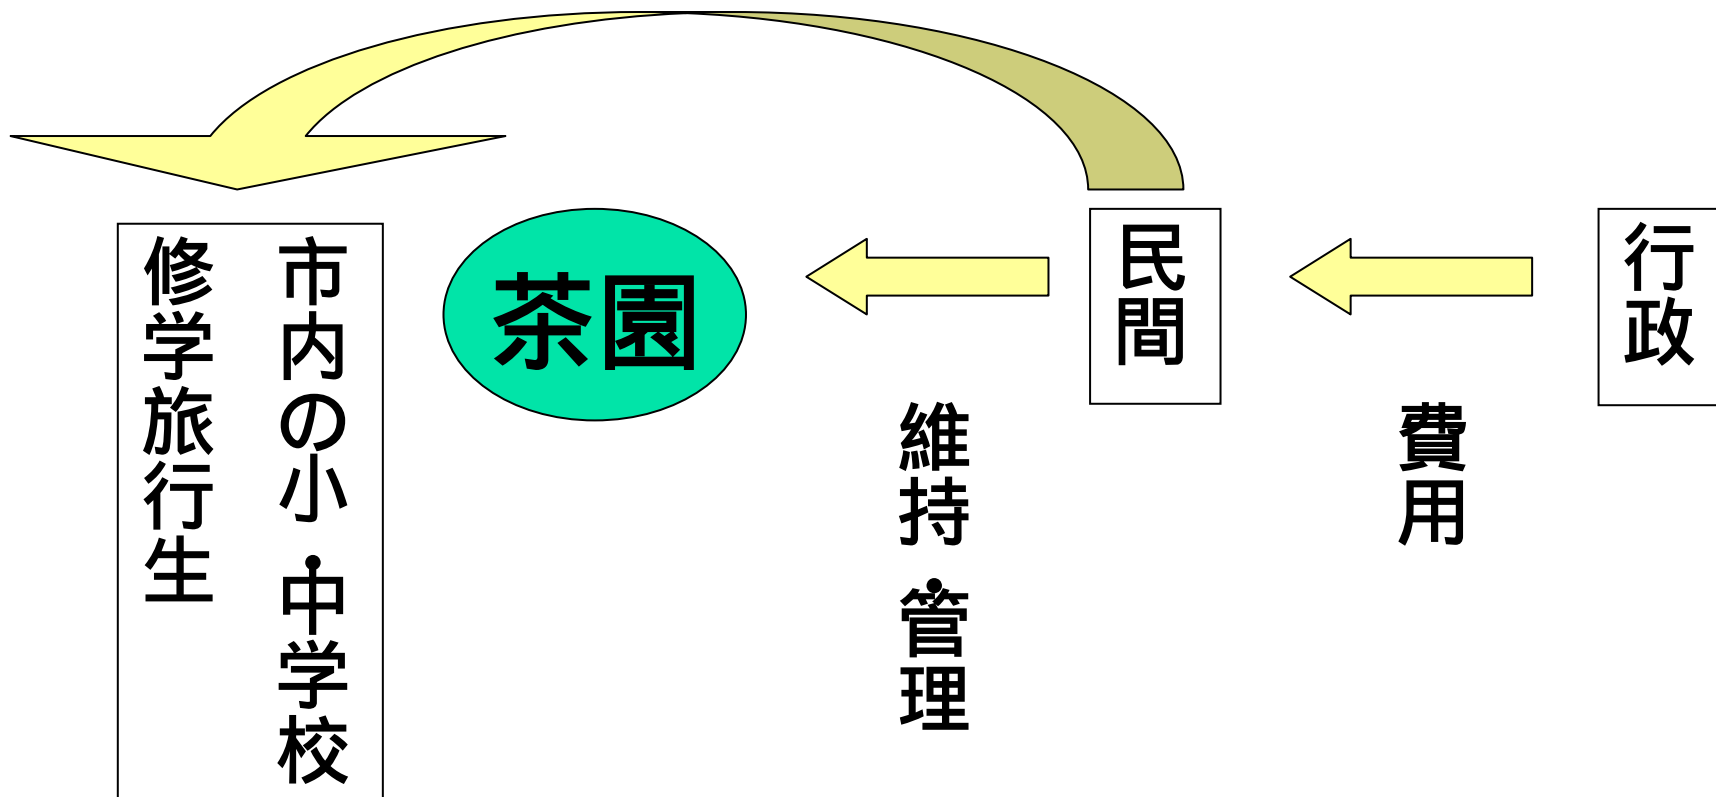 行政
費用
民間
維持・管理
茶園
市内の小・中学校
修学旅行生